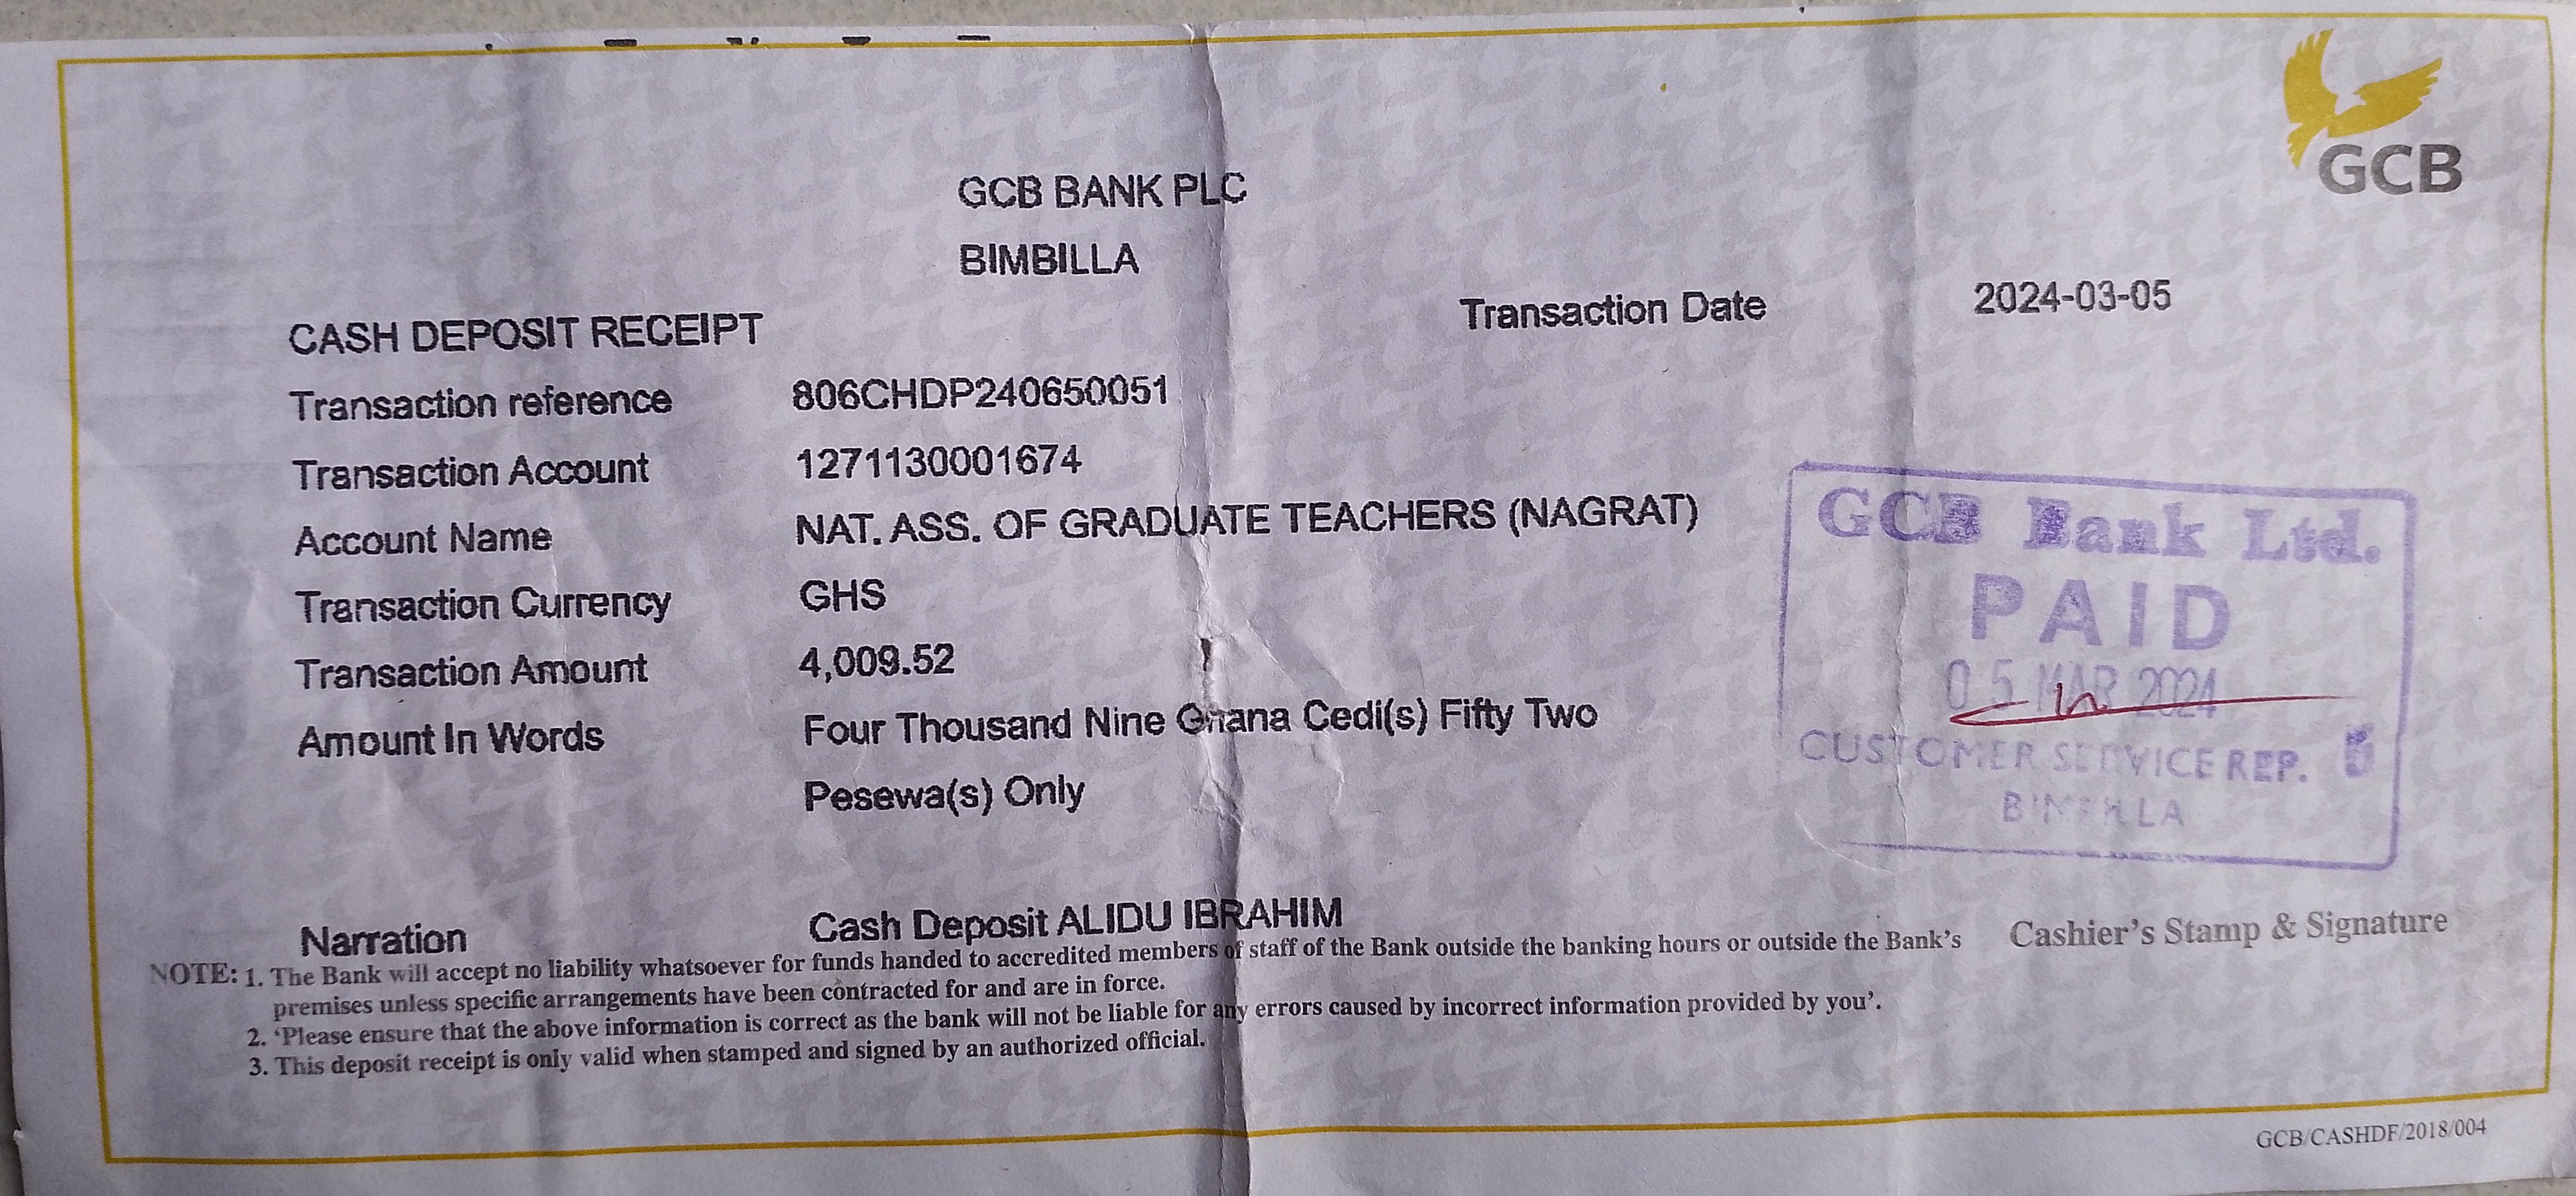 GCB
GCB BANK PLC
BIMBILLA
CASH DEPOSIT RECEIPT Transaction Date 2024-03-05
Transaction reference 806CHDP240650051
Transaction Account 1271130001674
Account Name NAT. ASS. OF GRADUATE TEACHERS (NAGRAT)
Transaction Currency GHS
Transaction Amount 4,009.52
Amount In Words Four Thousand Nine Ghana Cedi(s) Fifty Two
Pesewa(s) Only
GCB Bank Ltd.
PAID
05 MAR 2024
CUSTOMER SERVICE REP. 5
BIMBILLA
Narration Cash Deposit ALIDU IBRAHIM
Cashier's Stamp & Signature
NOTE: 1. The Bank will accept no liability whatsoever for funds handed to accredited members of staff of the Bank outside the banking hours or outside the Bank's
premises unless specific arrangements have been contracted for and are in force.
2. 'Please ensure that the above information is correct as the bank will not be liable for any errors caused by incorrect information provided by you'.
3. This deposit receipt is only valid when stamped and signed by an authorized official.
GCB/CASHDF/2018/004